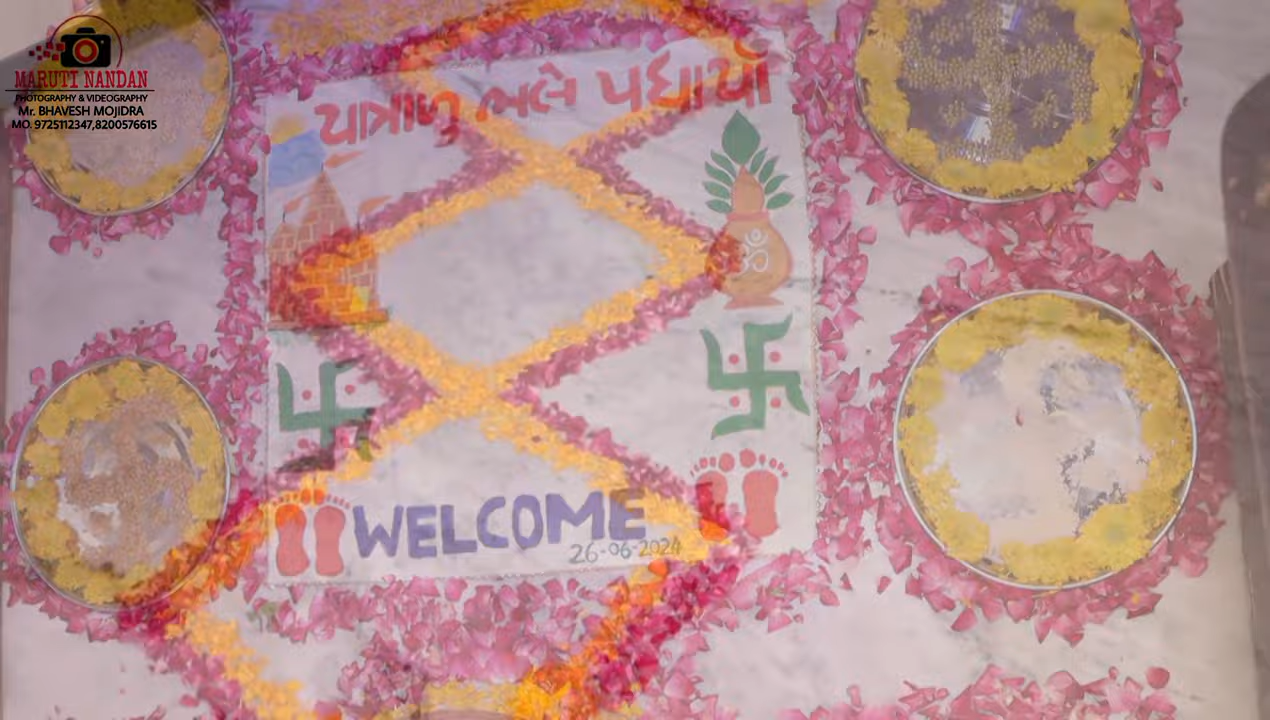 MARUTI NANDAN
PHOTOGRAPHY & VIDEOGRAPHY
Mr. BHAVESH MOJIDRA
MO. 9725112347,8200576615
યાત્રાળુ ભલે પધાર્યા
ૐ
WELCOME
26-06-2024